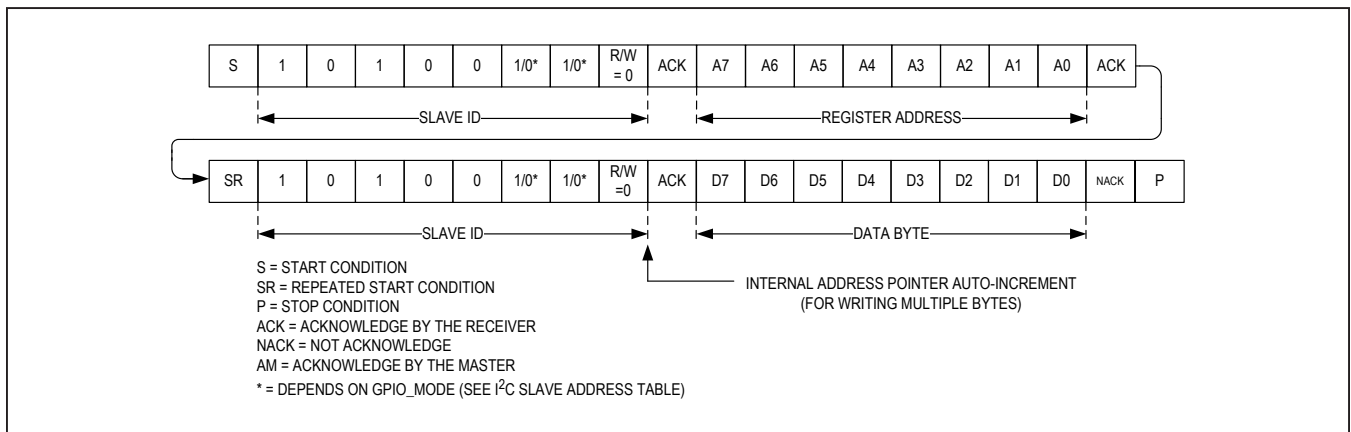 S 1 0 1 0 0 1/0* 1/0* R/W = 0 ACK A7 A6 A5 A4 A3 A2 A1 A0 ACK
SLAVE ID REGISTER ADDRESS
SR 1 0 1 0 0 1/0* 1/0* R/W =0 ACK D7 D6 D5 D4 D3 D2 D1 D0 NACK P
SLAVE ID DATA BYTE
S = START CONDITION
SR = REPEATED START CONDITION
P = STOP CONDITION
ACK = ACKNOWLEDGE BY THE RECEIVER
NACK = NOT ACKNOWLEDGE
AM = ACKNOWLEDGE BY THE MASTER
* = DEPENDS ON GPIO_MODE (SEE I2C SLAVE ADDRESS TABLE)
INTERNAL ADDRESS POINTER AUTO-INCREMENT
(FOR WRITING MULTIPLE BYTES)